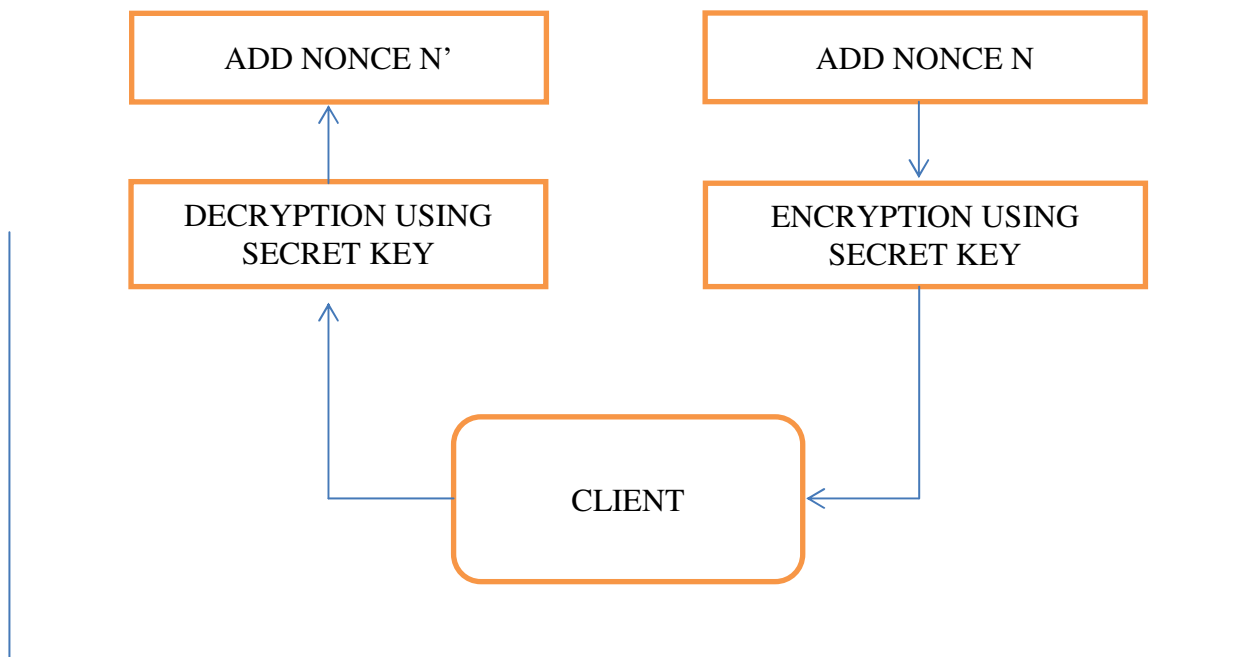 ADD NONCE N’
ADD NONCE N
DECRYPTION USING
SECRET KEY
ENCRYPTION USING
SECRET KEY
CLIENT